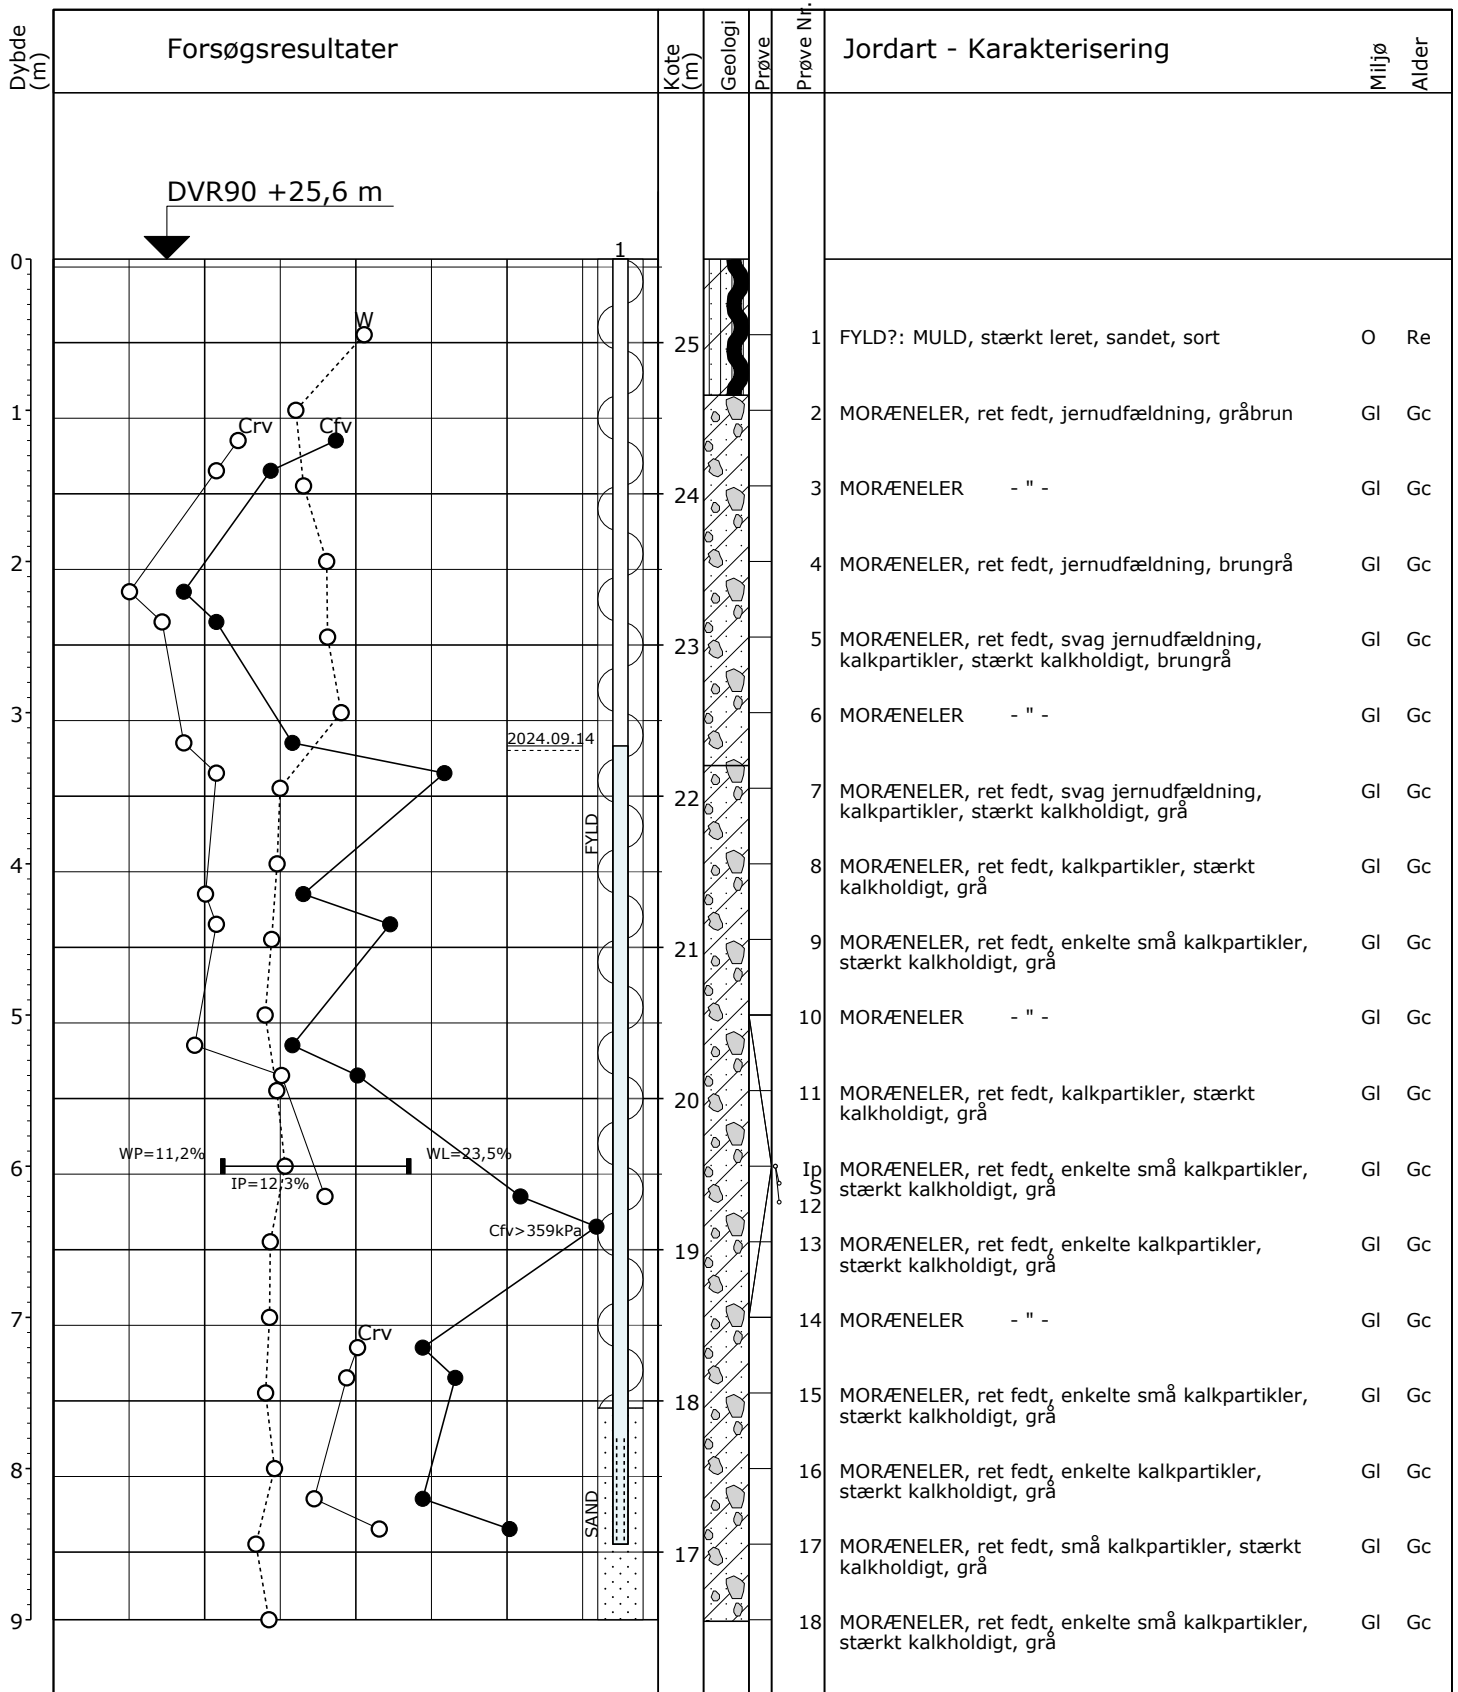 Dybde
(m)
Forsøgsresultater
Kote
(m)
Geologi
Prøve
Prøve Nr.
Jordart - Karakterisering
Miljø
Alder
DVR90 +25,6 m
0
1
W
25
1 FYLD?: MULD, stærkt leret, sandet, sort O Re
1
Crv
Cfv
2 MORÆNELER, ret fedt, jernudfældning, gråbrun Gl Gc
24
3 MORÆNELER - " - Gl Gc
2
4 MORÆNELER, ret fedt, jernudfældning, brungrå Gl Gc
23
5 MORÆNELER, ret fedt, svag jernudfældning, Gl Gc
kalkpartikler, stærkt kalkholdigt, brungrå
3
6 MORÆNELER - " - Gl Gc
2024.09.14
22
7 MORÆNELER, ret fedt, svag jernudfældning, Gl Gc
kalkpartikler, stærkt kalkholdigt, grå
FYLD
4
8 MORÆNELER, ret fedt, kalkpartikler, stærkt Gl Gc
kalkholdigt, grå
21
9 MORÆNELER, ret fedt, enkelte små kalkpartikler, Gl Gc
stærkt kalkholdigt, grå
5
10 MORÆNELER - " - Gl Gc
20
11 MORÆNELER, ret fedt, kalkpartikler, stærkt Gl Gc
kalkholdigt, grå
WP=11,2%
WL=23,5%
IP=12,3%
6
Ip MORÆNELER, ret fedt, enkelte små kalkpartikler, Gl Gc
S stærkt kalkholdigt, grå
12
Cfv>359kPa
19
13 MORÆNELER, ret fedt, enkelte kalkpartikler, Gl Gc
stærkt kalkholdigt, grå
7
14 MORÆNELER - " - Gl Gc
Crv
18
15 MORÆNELER, ret fedt, enkelte små kalkpartikler, Gl Gc
stærkt kalkholdigt, grå
8
16 MORÆNELER, ret fedt, enkelte kalkpartikler, Gl Gc
stærkt kalkholdigt, grå
SAND
17
17 MORÆNELER, ret fedt, små kalkpartikler, stærkt Gl Gc
kalkholdigt, grå
9
18 MORÆNELER, ret fedt, enkelte små kalkpartikler, Gl Gc
stærkt kalkholdigt, grå